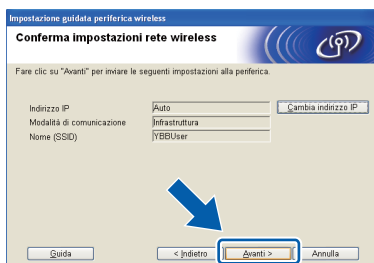 Impostazione guidata periferica wireless
Conferma impostazioni rete wireless
Fare clic su "Avanti" per inviare le seguenti impostazioni alla periferica.
Indirizzo IP Auto Cambia indirizzo IP
Modalità di comunicazione Infrastruttura
Nome (SSID) YBBUser
Guida < Indietro Avanti > Annulla